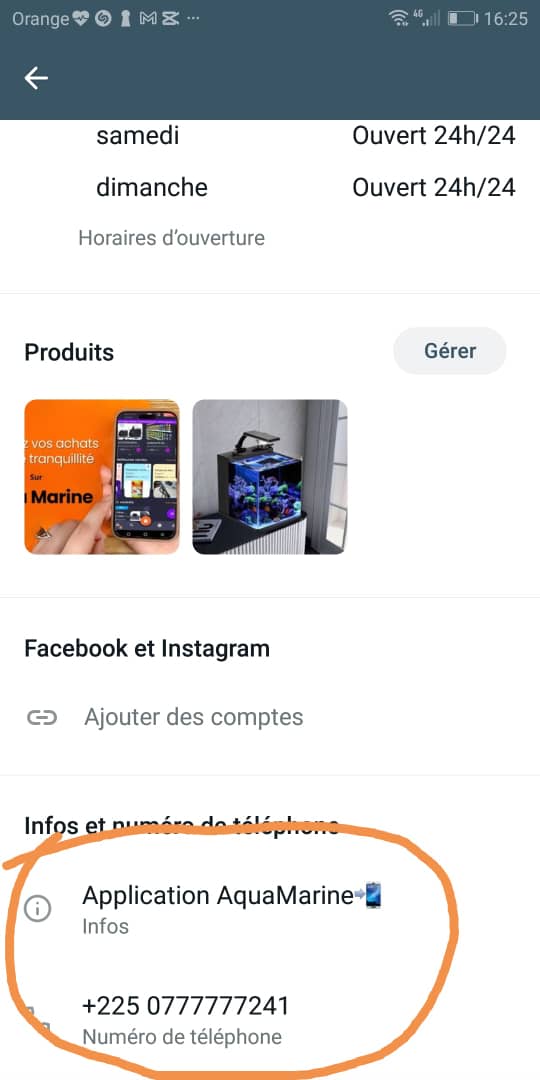 Orange
4G
16:25
samedi Ouvert 24h/24
dimanche Ouvert 24h/24
Horaires d'ouverture
Produits
Gérer
vos achats
tranquillité
Sur
Marine
Facebook et Instagram
Ajouter des comptes
Infos et numéro de téléphone
Application AquaMarine
Infos
+225 0777777241
Numéro de téléphone